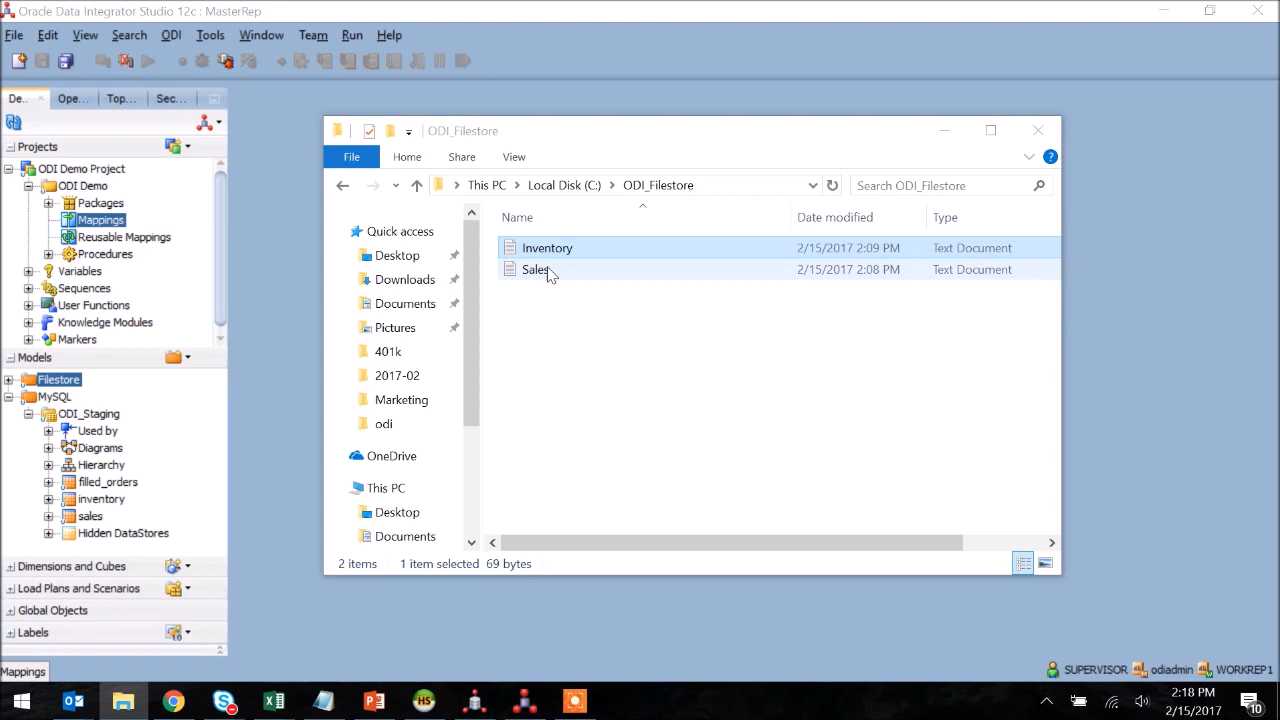 Oracle Data Integrator Studio 12c : MasterRep
File Edit View Search ODI Tools Window Team Run Help
De... Ope... Top... Sec...
Projects
ODI Demo Project
ODI Demo
Packages
Mappings
Reusable Mappings
Procedures
Variables
Sequences
User Functions
Knowledge Modules
Markers
Models
Filestore
MySQL
ODI_Staging
Used by
Diagrams
Hierarchy
filled_orders
inventory
sales
Hidden DataStores
Dimensions and Cubes
Load Plans and Scenarios
Global Objects
Labels
Mappings
ODI_Filestore
File Home Share View
This PC Local Disk (C:) ODI_Filestore Search ODI_Filestore
Name Date modified Type
Inventory 2/15/2017 2:09 PM Text Document
Sales 2/15/2017 2:08 PM Text Document
Quick access
Desktop
Downloads
Documents
Pictures
401k
2017-02
Marketing
odi
OneDrive
This PC
Desktop
Documents
2 items 1 item selected 69 bytes
SUPERVISOR odiadmin WORKREP1
HS
2:18 PM
2/15/2017
10